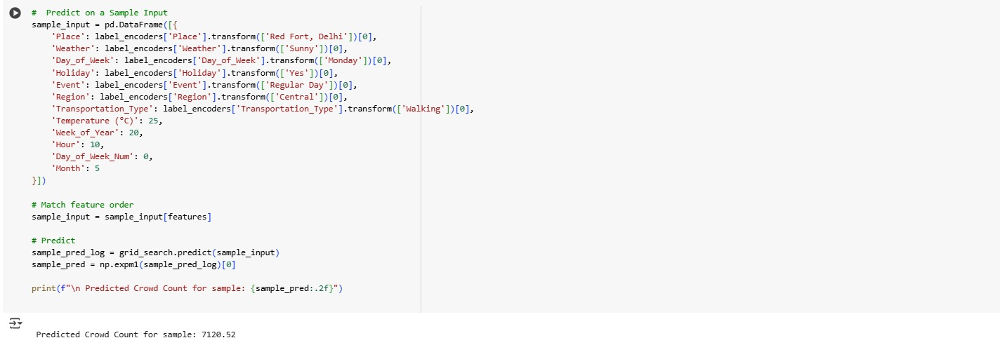 #  Predict on a Sample Input
sample_input = pd.DataFrame([{
    'Place': label_encoders['Place'].transform(['Red Fort, Delhi'])[0],
    'Weather': label_encoders['Weather'].transform(['Sunny'])[0],
    'Day_of_Week': label_encoders['Day_of_Week'].transform(['Monday'])[0],
    'Holiday': label_encoders['Holiday'].transform(['Yes'])[0],
    'Event': label_encoders['Event'].transform(['Regular Day'])[0],
    'Region': label_encoders['Region'].transform(['Central'])[0],
    'Transportation_Type': label_encoders['Transportation_Type'].transform(['Walking'])[0],
    'Temperature (°C)': 25,
    'Week_of_Year': 20,
    'Hour': 10,
    'Day_of_Week_Num': 0,
    'Month': 5
}])
# Match feature order
sample_input = sample_input[features]
# Predict
sample_pred_log = grid_search.predict(sample_input)
sample_pred = np.expm1(sample_pred_log)[0]
print(f"\n Predicted Crowd Count for sample: {sample_pred:.2f}")
Predicted Crowd Count for sample: 7120.52